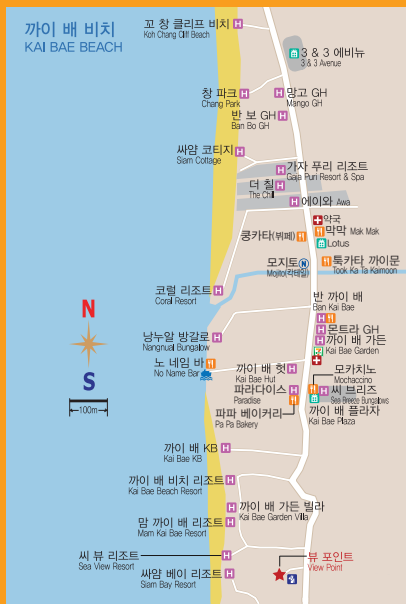 까이 배 비치
KAI BAE BEACH
꼬 창 클리프 비치 H
Koh Chang Cliff Beach
3 & 3 에비뉴
3 & 3 Avenue
창 파크 H
Chang Park
H 망고 GH
Mango GH
반 보 GH H
Ban Bo GH
싸얌 코티지 H
Siam Cottage
H 가자 푸리 리조트
Gaja Puri Resort & Spa
더 칠 H
The Chill
H 에이와 Awa
약국
막막 Mak Mak
쿵카타(뷔페)
Lotus
모지토 N
Mojito(칵테일)
툭카타 까이문
Took Ka Ta Kaimoon
코럴 리조트 H
Coral Resort
반 까이 배
Ban Kai Bae
H
H 몬트라 GH
낭누알 방갈로 H
Nangnual Bungalow
H 까이 배 가든
Kai Bae Garden
노 네임 바
No Name Bar
까이 배 헛 H
Kai Bae Hut
모카치노
Mochaccino
파라다이스 H
Paradise
H 씨 브리즈
Sea Breeze Bungalows
파파 베이커리
Pa Pa Bakery
까이 배 플라자
Kai Bae Plaza
N
S
100m
까이 배 KB H
Kai Bae KB
까이 배 비치 리조트 H
Kai Bae Beach Resort
H 까이 배 가든 빌라
Kai Bae Garden Villa
맘 까이 배 리조트 H
Mam Kai Bae Resort
씨 뷰 리조트 H
Sea View Resort
뷰 포인트
View Point
싸얌 베이 리조트 H
Siam Bay Resort